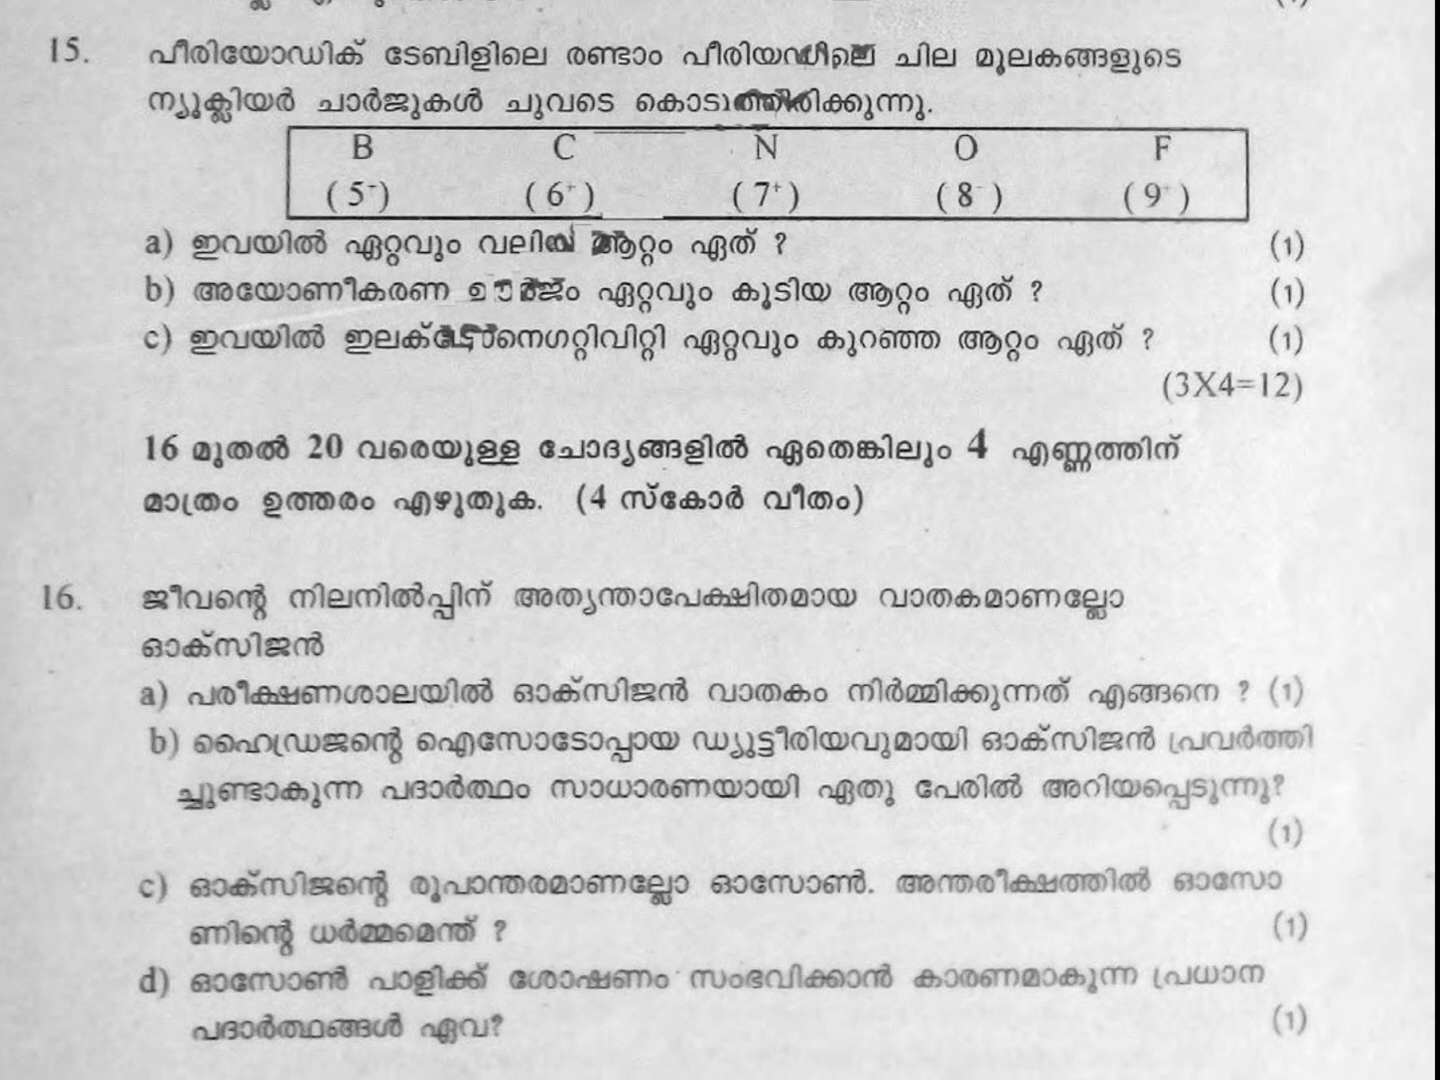 15. പീരിയോഡിക് ടേബിളിലെ രണ്ടാം പീരിയഡിലെ ചില മൂലകങ്ങളുടെ
ന്യൂക്ലിയർ ചാർജുകൾ ചുവടെ കൊടുത്തിരിക്കുന്നു.
B C N O F
(5⁺) (6⁺) (7⁺) (8⁺) (9⁺)
a) ഇവയിൽ ഏറ്റവും വലിയ ആറ്റം ഏത് ? (1)
b) അയോണീകരണ ഊർജം ഏറ്റവും കൂടിയ ആറ്റം ഏത് ? (1)
c) ഇവയിൽ ഇലക്ട്രോനെഗറ്റിവിറ്റി ഏറ്റവും കുറഞ്ഞ ആറ്റം ഏത് ? (1)
(3X4=12)
16 മുതൽ 20 വരെയുള്ള ചോദ്യങ്ങളിൽ ഏതെങ്കിലും 4 എണ്ണത്തിന്
മാത്രം ഉത്തരം എഴുതുക. (4 സ്കോർ വീതം)
16. ജീവന്റെ നിലനിൽപ്പിന് അത്യന്താപേക്ഷിതമായ വാതകമാണല്ലോ
ഓക്സിജൻ
a) പരീക്ഷണശാലയിൽ ഓക്സിജൻ വാതകം നിർമ്മിക്കുന്നത് എങ്ങനെ ? (1)
b) ഹൈഡ്രജന്റെ ഐസോടോപ്പായ ഡ്യൂട്ടീരിയവുമായി ഓക്സിജൻ പ്രവർത്തി
ച്ചുണ്ടാകുന്ന പദാർത്ഥം സാധാരണയായി ഏതു പേരിൽ അറിയപ്പെടുന്നു?
(1)
c) ഓക്സിജന്റെ രൂപാന്തരമാണല്ലോ ഓസോൺ. അന്തരീക്ഷത്തിൽ ഓസോ
ണിന്റെ ധർമ്മമെന്ത് ? (1)
d) ഓസോൺ പാളിക്ക് ശോഷണം സംഭവിക്കാൻ കാരണമാകുന്ന പ്രധാന
പദാർത്ഥങ്ങൾ ഏവ? (1)